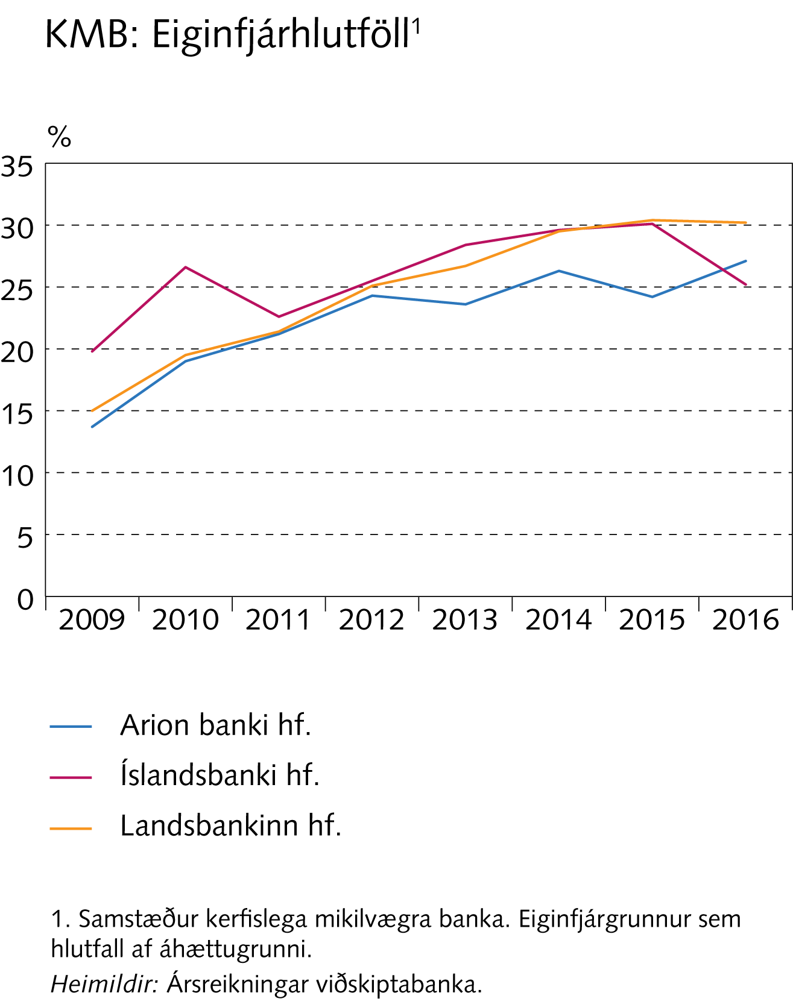 KMB: Eiginfjárhlutföll¹
%
35
30
25
20
15
10
5
0
2009 2010 2011 2012 2013 2014 2015 2016
Arion banki hf.
Íslandsbanki hf.
Landsbankinn hf.
1. Samstæður kerfislega mikilvægra banka. Eiginfjárgrunnur sem
hlutfall af áhættugrunni.
Heimildir: Ársreikningar viðskiptabanka.